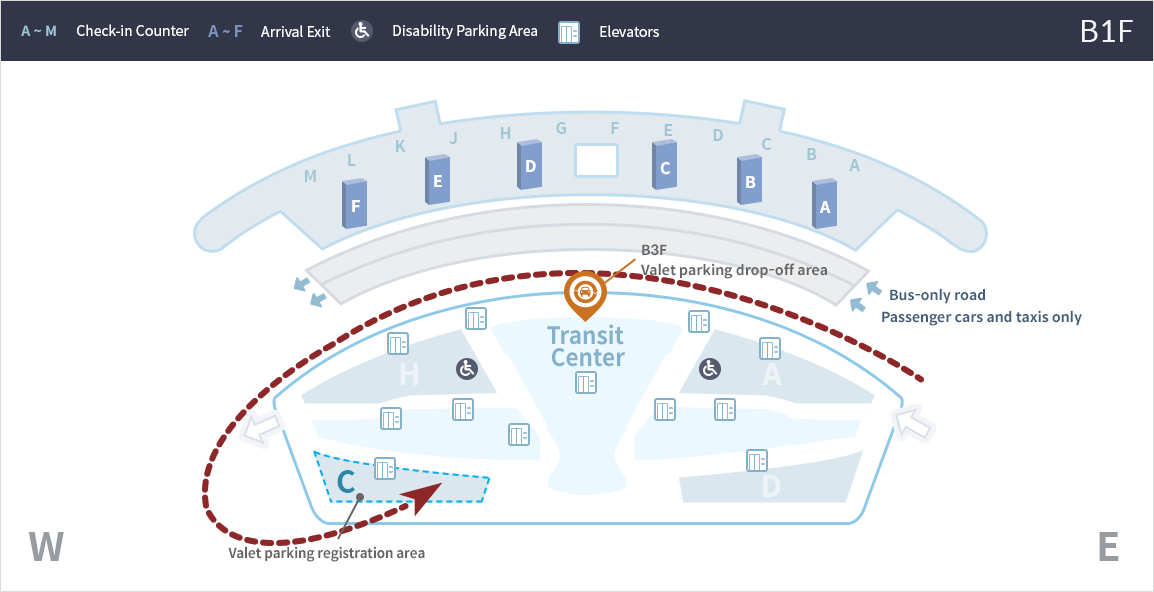 A ~ M Check-in Counter A ~ F Arrival Exit Disability Parking Area Elevators B1F
M L K J H G F E D C B A
F E D C B A
B3F
Valet parking drop-off area
Bus-only road
Passenger cars and taxis only
Transit
Center
H A
C D
Valet parking registration area
W E